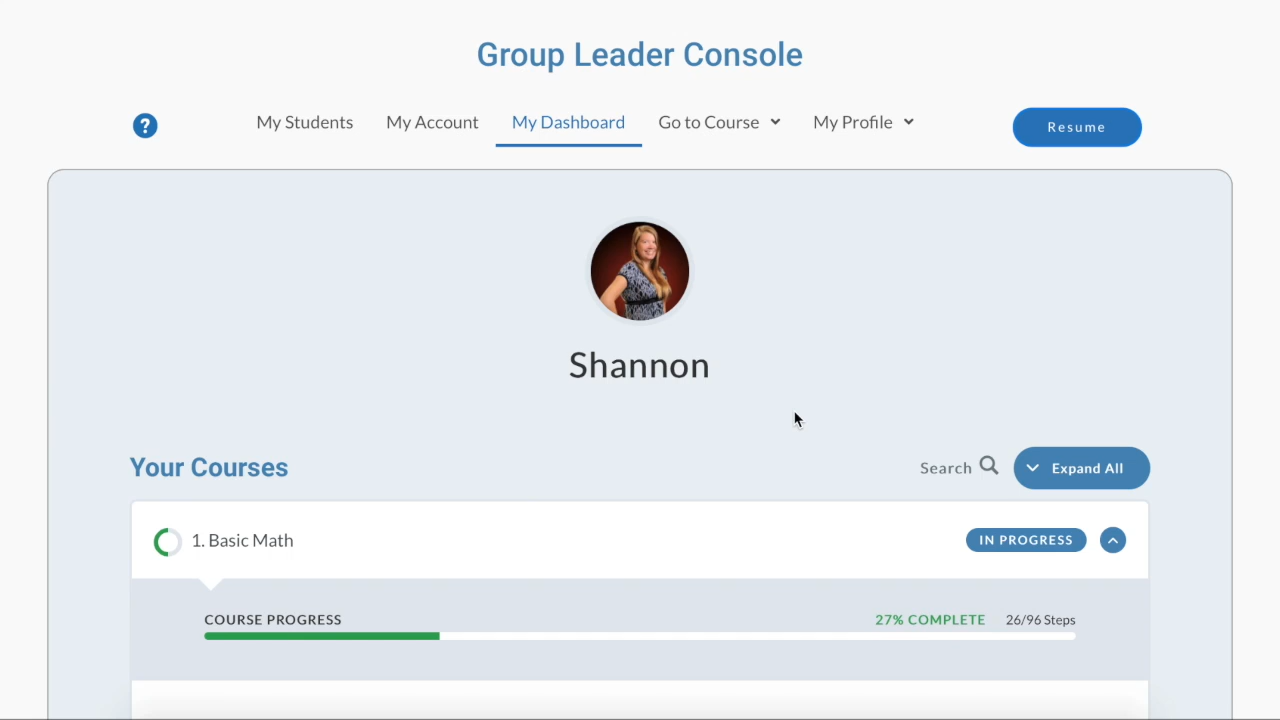 Group Leader Console
? My Students My Account My Dashboard Go to Course My Profile Resume
Shannon
Your Courses Search Expand All
1. Basic Math IN PROGRESS
COURSE PROGRESS 27% COMPLETE 26/96 Steps